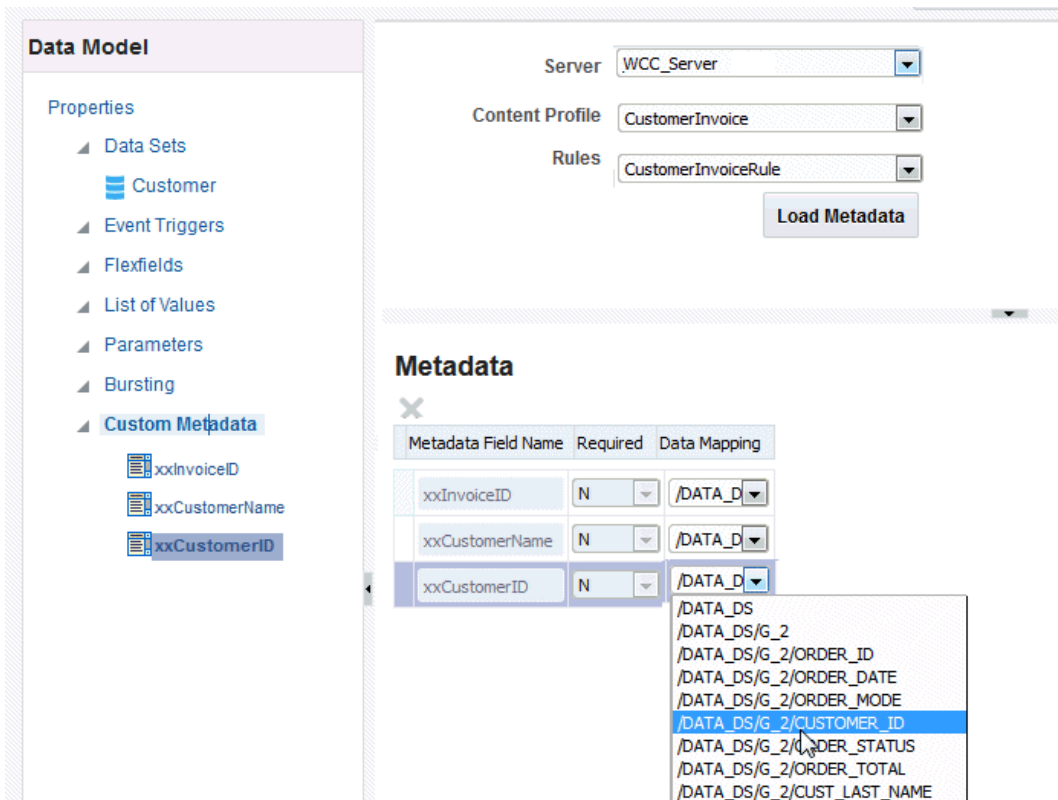 Data Model
Properties
Data Sets
Customer
Event Triggers
Flexfields
List of Values
Parameters
Bursting
Custom Metadata
xxInvoiceID
xxCustomerName
xxCustomerID
Server WCC_Server
Content Profile CustomerInvoice
Rules CustomerInvoiceRule
Load Metadata
Metadata
Metadata Field Name Required Data Mapping
xxInvoiceID N /DATA_D
xxCustomerName N /DATA_D
xxCustomerID N /DATA_D
/DATA_DS
/DATA_DS/G_2
/DATA_DS/G_2/ORDER_ID
/DATA_DS/G_2/ORDER_DATE
/DATA_DS/G_2/ORDER_MODE
/DATA_DS/G_2/CUSTOMER_ID
/DATA_DS/G_2/ORDER_STATUS
/DATA_DS/G_2/ORDER_TOTAL
/DATA_DS/G_2/CUST_LAST_NAME